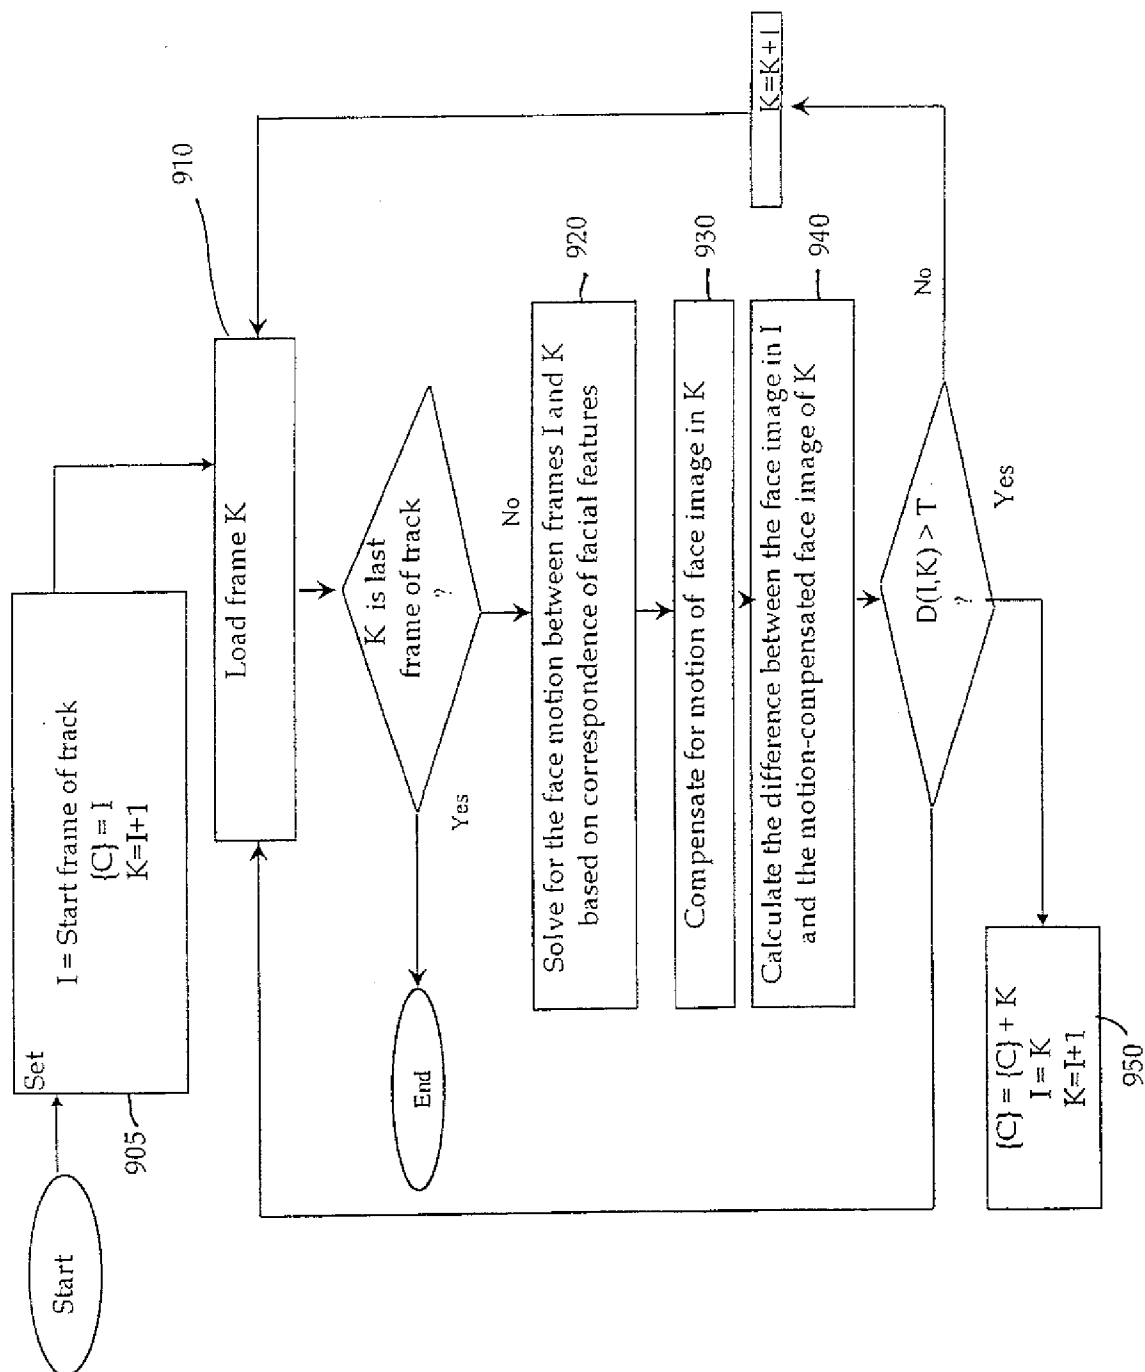 Start
905
Set
I = Start frame of track
{C} = I
K=I+1
910
Load frame K
K is last
frame of track
?
Yes
End
No
Solve for the face motion between frames I and K
based on correspondence of facial features
920
Compensate for motion of face image in K
930
Calculate the difference between the face image in I
and the motion-compensated face image of K
940
D(I,K) > T
?
No
K=K+1
Yes
{C} = {C} + K
I = K
K=I+1
950